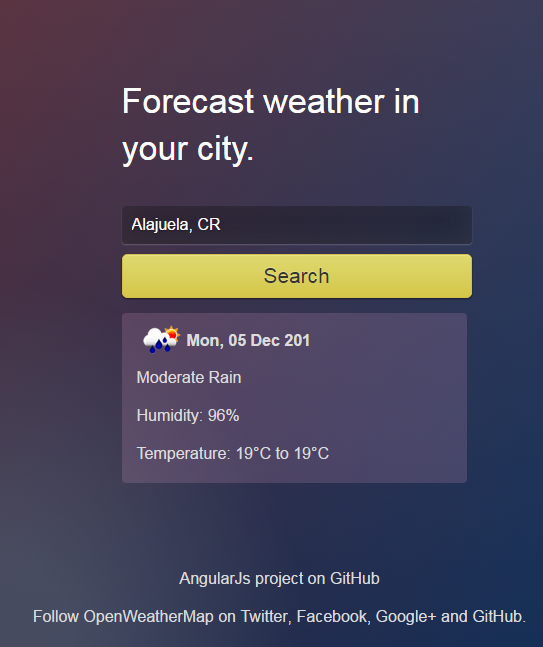 Forecast weather in
your city.
Alajuela, CR
Search
Mon, 05 Dec 201
Moderate Rain
Humidity: 96%
Temperature: 19°C to 19°C
AngularJs project on GitHub
Follow OpenWeatherMap on Twitter, Facebook, Google+ and GitHub.